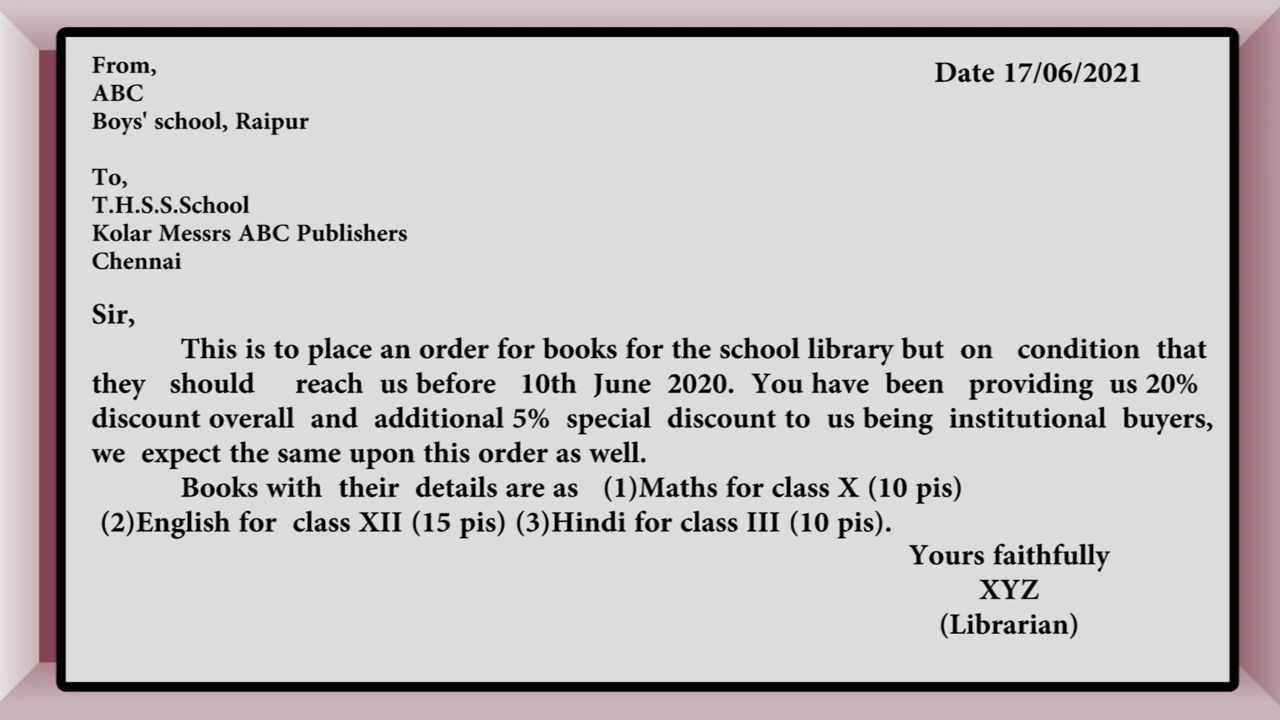 From,
Date 17/06/2021
ABC
Boys' school, Raipur
To,
T.H.S.S.School
Kolar Messrs ABC Publishers
Chennai
Sir,
This is to place an order for books for the school library but on condition that
they should reach us before 10th June 2020. You have been providing us 20%
discount overall and additional 5% special discount to us being institutional buyers,
we expect the same upon this order as well.
Books with their details are as (1)Maths for class X (10 pis)
(2)English for class XII (15 pis) (3)Hindi for class III (10 pis).
Yours faithfully
XYZ
(Librarian)